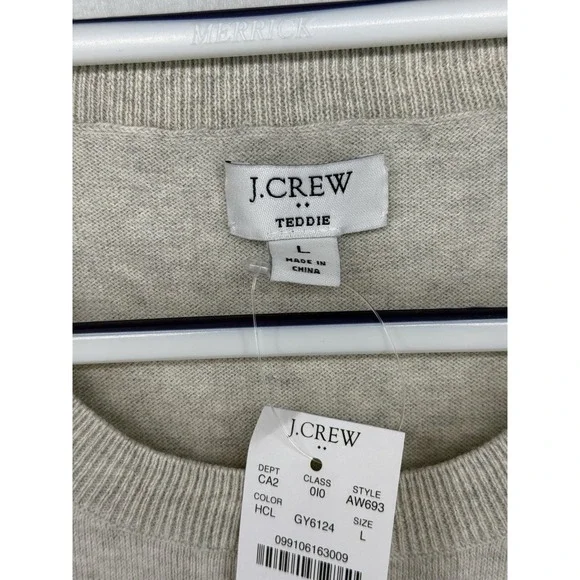 MERRICK
J.CREW
TEDDIE
L
MADE IN
CHINA
J.CREW
DEPT CLASS STYLE
CA2 010 AW693
COLOR SIZE
HCL GY6124 L
099106163009